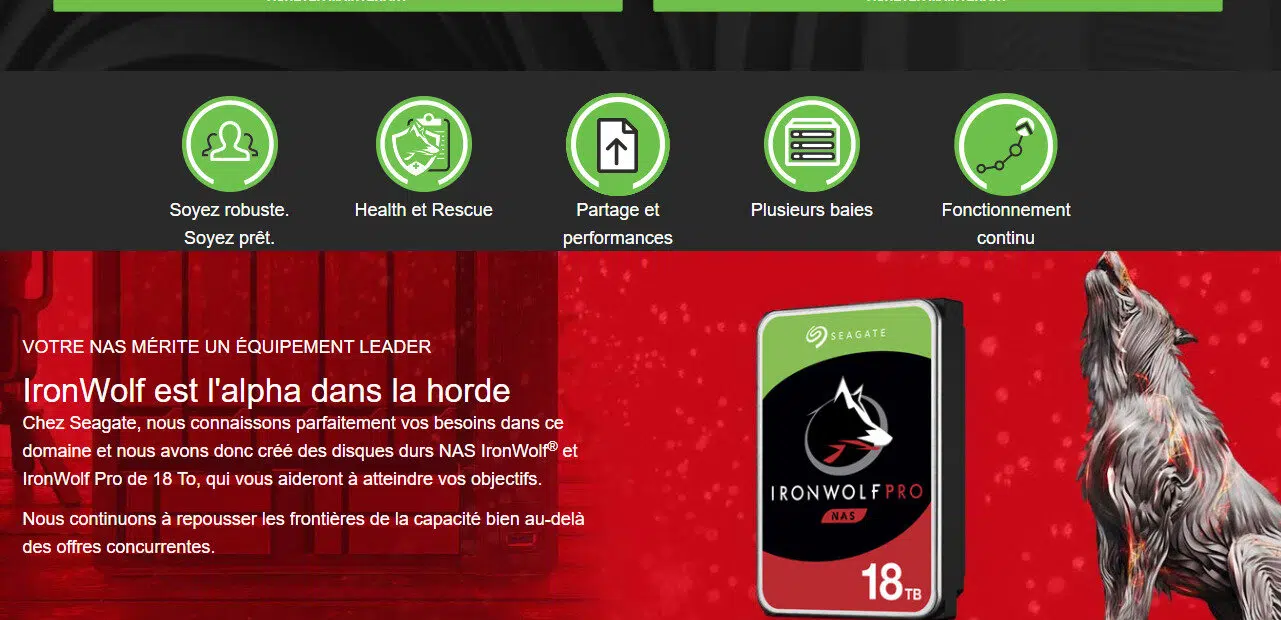 Soyez robuste.
Soyez prêt.
Health et Rescue
Partage et
performances
Plusieurs baies
Fonctionnement
continu
VOTRE NAS MÉRITE UN ÉQUIPEMENT LEADER
IronWolf est l'alpha dans la horde
Chez Seagate, nous connaissons parfaitement vos besoins dans ce
domaine et nous avons donc créé des disques durs NAS IronWolf® et
IronWolf Pro de 18 To, qui vous aideront à atteindre vos objectifs.
Nous continuons à repousser les frontières de la capacité bien au-delà
des offres concurrentes.
SEAGATE
IRONWOLF PRO
NAS
18TB